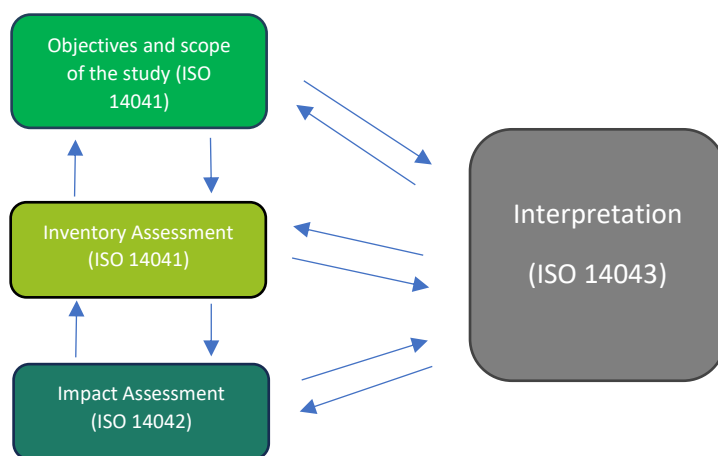 Objectives and scope
of the study (ISO
14041)
Interpretation
(ISO 14043)
Inventory Assessment
(ISO 14041)
Impact Assessment
(ISO 14042)